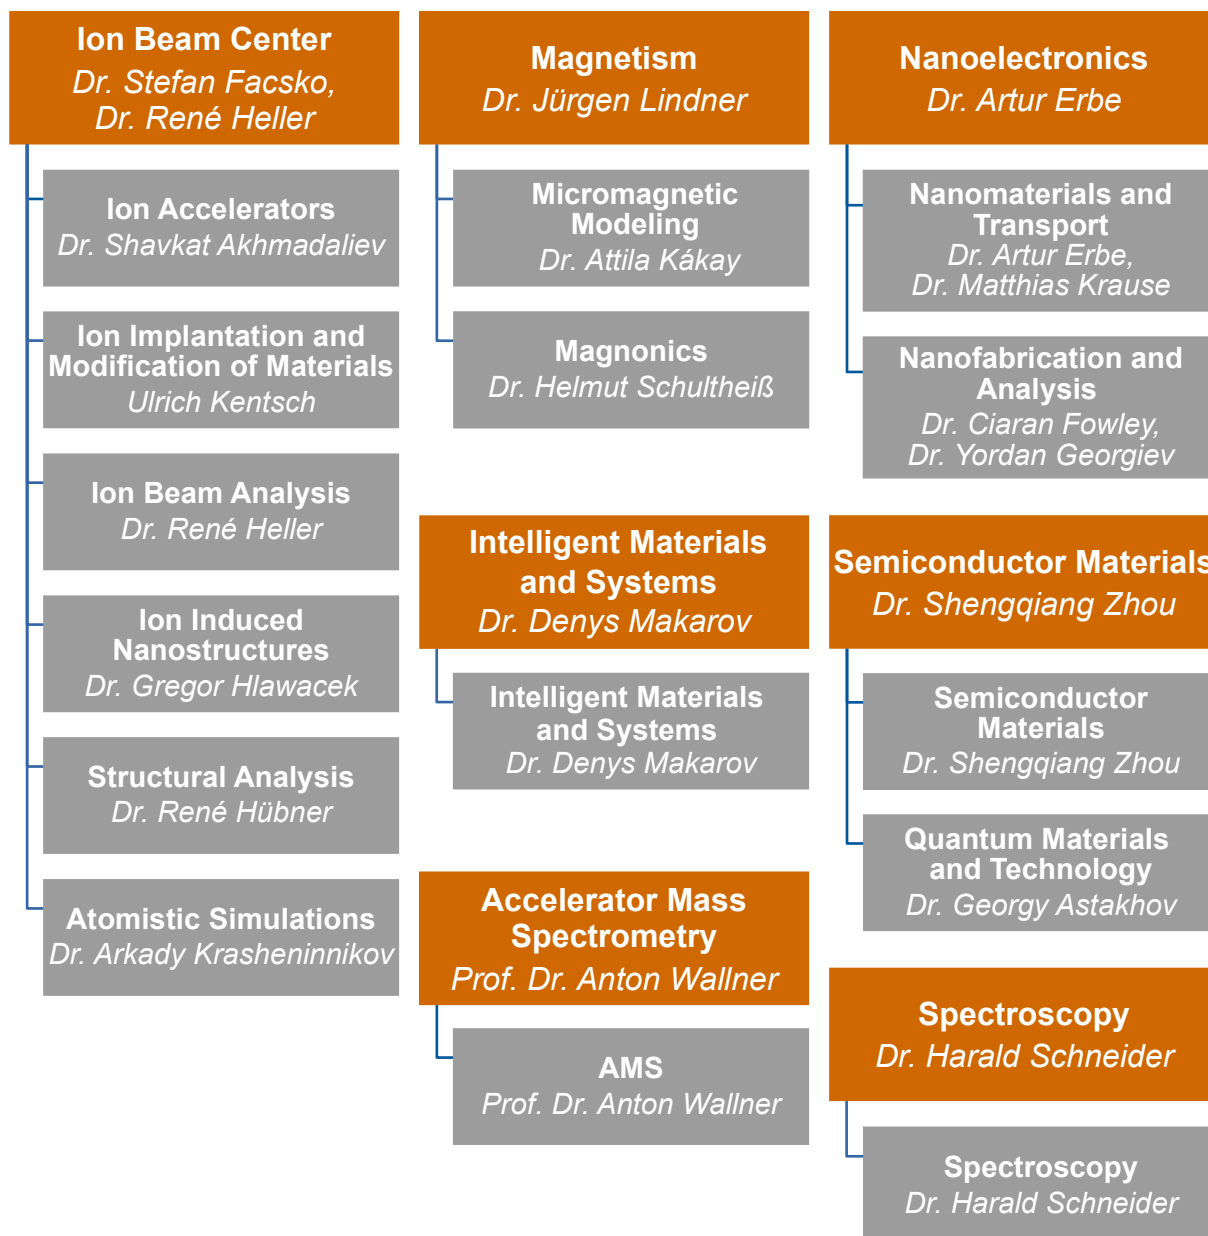 Ion Beam Center
Dr. Stefan Facsko,
Dr. René Heller
Ion Accelerators
Dr. Shavkat Akhmadaliev
Ion Implantation and
Modification of Materials
Ulrich Kentsch
Ion Beam Analysis
Dr. René Heller
Ion Induced
Nanostructures
Dr. Gregor Hlawacek
Structural Analysis
Dr. René Hübner
Atomistic Simulations
Dr. Arkady Krasheninnikov
Magnetism
Dr. Jürgen Lindner
Micromagnetic
Modeling
Dr. Attila Kákay
Magnonics
Dr. Helmut Schultheiß
Intelligent Materials
and Systems
Dr. Denys Makarov
Intelligent Materials
and Systems
Dr. Denys Makarov
Accelerator Mass
Spectrometry
Prof. Dr. Anton Wallner
AMS
Prof. Dr. Anton Wallner
Nanoelectronics
Dr. Artur Erbe
Nanomaterials and
Transport
Dr. Artur Erbe,
Dr. Matthias Krause
Nanofabrication and
Analysis
Dr. Ciaran Fowley,
Dr. Yordan Georgiev
Semiconductor Materials
Dr. Shengqiang Zhou
Semiconductor
Materials
Dr. Shengqiang Zhou
Quantum Materials
and Technology
Dr. Georgy Astakhov
Spectroscopy
Dr. Harald Schneider
Spectroscopy
Dr. Harald Schneider